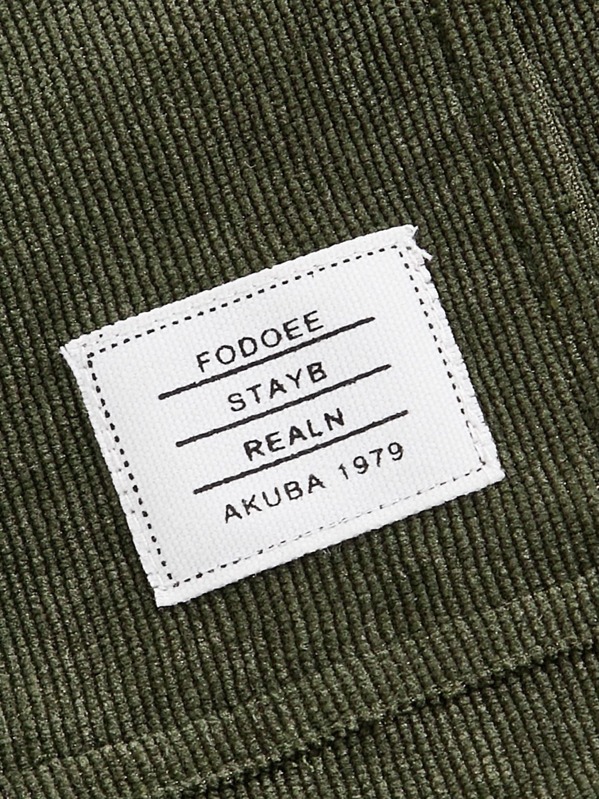 FODOEE
STAYB
REALN
AKUBA 1979